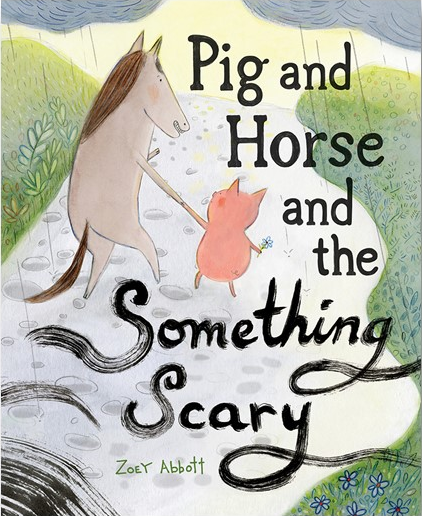 Pig and
Horse
and
the
Something
Scary
Zoey Abbott